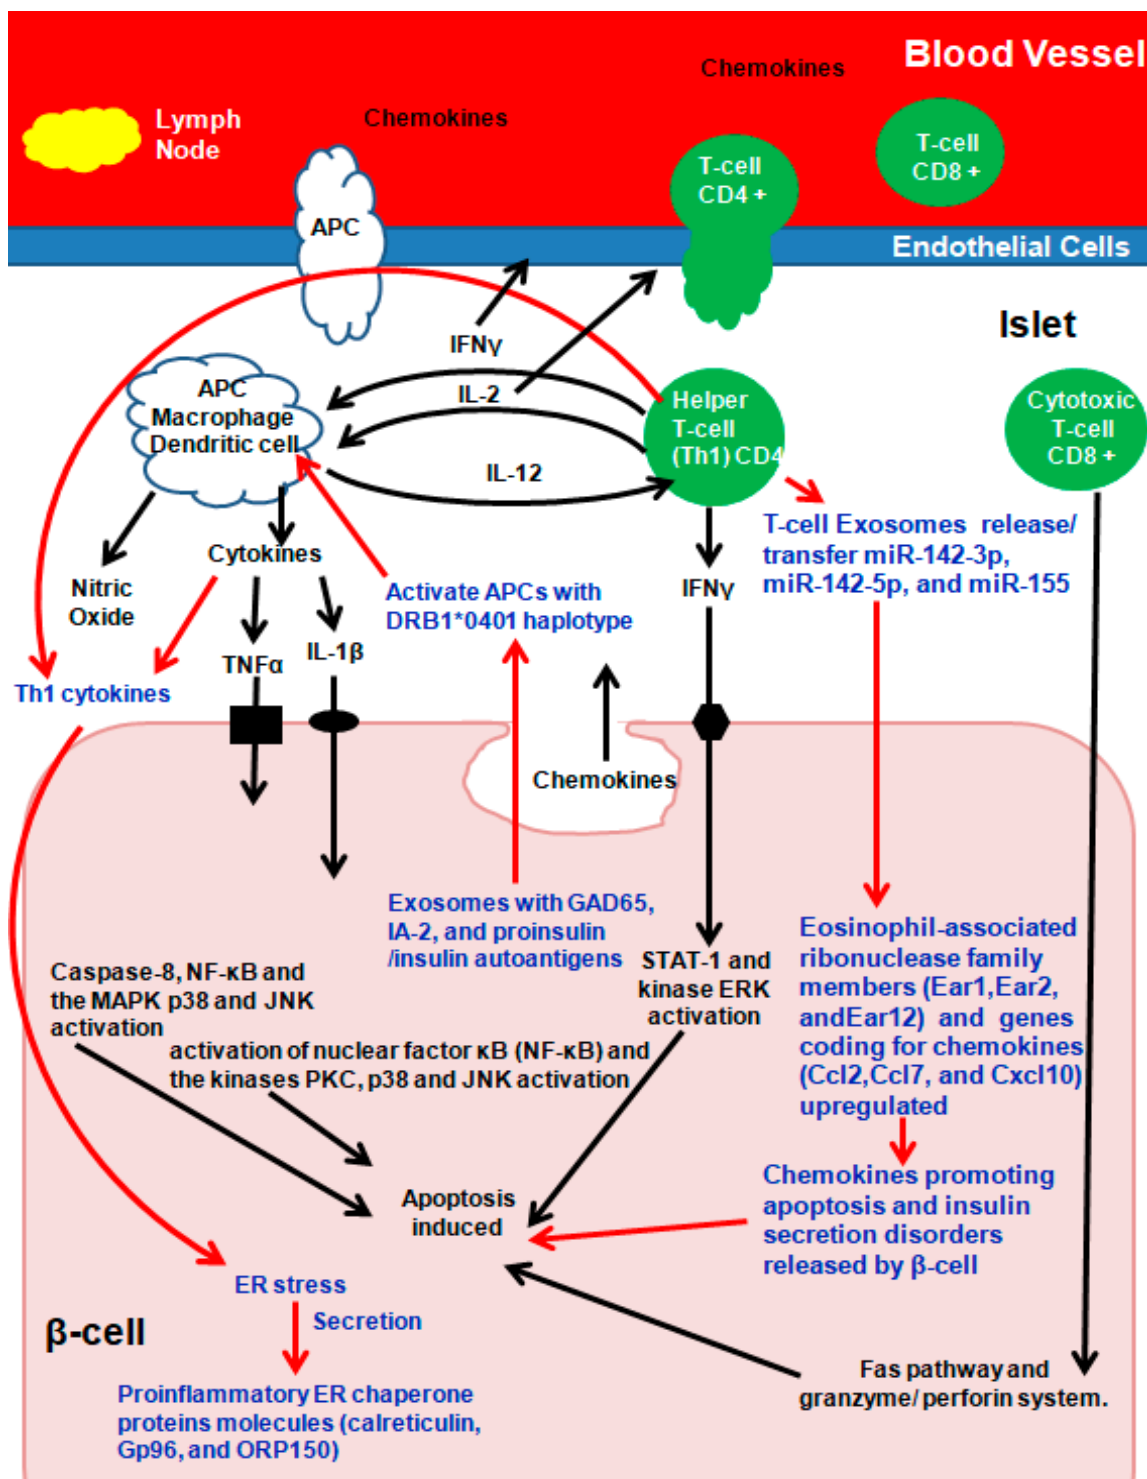 Blood Vessel
Chemokines
Chemokines
Lymph
Node
T-cell
CD8 +
T-cell
CD4 +
APC
Endothelial Cells
Islet
IFNγ
IL-2
IL-12
APC
Macrophage
Dendritic cell
Helper
T-cell
(Th1) CD4
Cytotoxic
T-cell
CD8 +
T-cell Exosomes release/
transfer miR-142-3p,
miR-142-5p, and miR-155
Cytokines
Nitric
Oxide
Activate APCs with
DRB1*0401 haplotype
IFNγ
TNFα
IL-1β
Th1 cytokines
Chemokines
Exosomes with GAD65,
IA-2, and proinsulin
/insulin autoantigens
STAT-1 and
kinase ERK
activation
Eosinophil-associated
ribonuclease family
members (Ear1,Ear2,
andEar12) and genes
coding for chemokines
(Ccl2,Ccl7, and Cxcl10)
upregulated
Caspase-8, NF-κB and
the MAPK p38 and JNK
activation
activation of nuclear factor κB (NF-κB) and
the kinases PKC, p38 and JNK activation
Apoptosis
induced
Chemokines promoting
apoptosis and insulin
secretion disorders
released by β-cell
ER stress
Secretion
β-cell
Proinflammatory ER chaperone
proteins molecules (calreticulin,
Gp96, and ORP150)
Fas pathway and
granzyme/ perforin system.